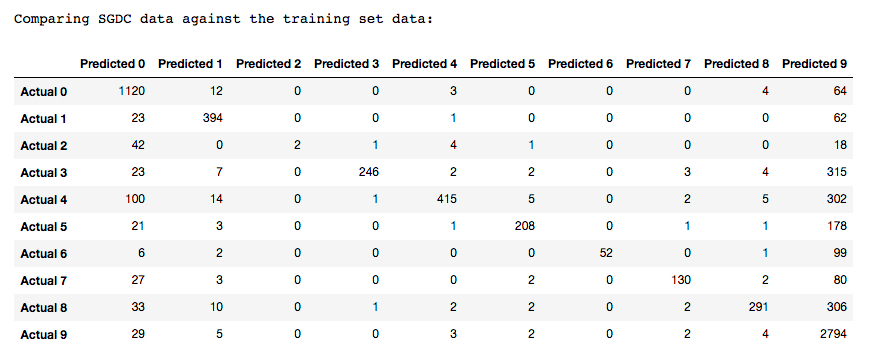 Comparing SGDC data against the training set data:
Predicted 0 Predicted 1 Predicted 2 Predicted 3 Predicted 4 Predicted 5 Predicted 6 Predicted 7 Predicted 8 Predicted 9
Actual 0 1120 12 0 0 3 0 0 0 4 64
Actual 1 23 394 0 0 1 0 0 0 0 62
Actual 2 42 0 2 1 4 1 0 0 0 18
Actual 3 23 7 0 246 2 2 0 3 4 315
Actual 4 100 14 0 1 415 5 0 2 5 302
Actual 5 21 3 0 0 1 208 0 1 1 178
Actual 6 6 2 0 0 0 0 52 0 1 99
Actual 7 27 3 0 0 0 2 0 130 2 80
Actual 8 33 10 0 1 2 2 0 2 291 306
Actual 9 29 5 0 0 3 2 0 2 4 2794